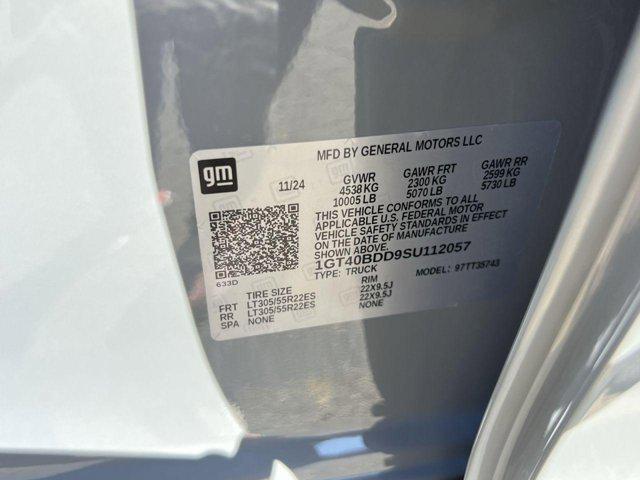 MFD BY GENERAL MOTORS LLC
gm
11/24 GVWR GAWR FRT GAWR RR
4538 KG 2300 KG 2599 KG
10005 LB 5070 LB 5730 LB
THIS VEHICLE CONFORMS TO ALL
APPLICABLE U.S. FEDERAL MOTOR
VEHICLE SAFETY STANDARDS IN EFFECT
ON THE DATE OF MANUFACTURE
SHOWN ABOVE.
1GT40BDD9SU112057
633D TYPE: TRUCK MODEL: 97TT35743
TIRE SIZE RIM
FRT LT305/55R22ES 22X9.5J
RR LT305/55R22ES 22X9.5J
SPA NONE NONE